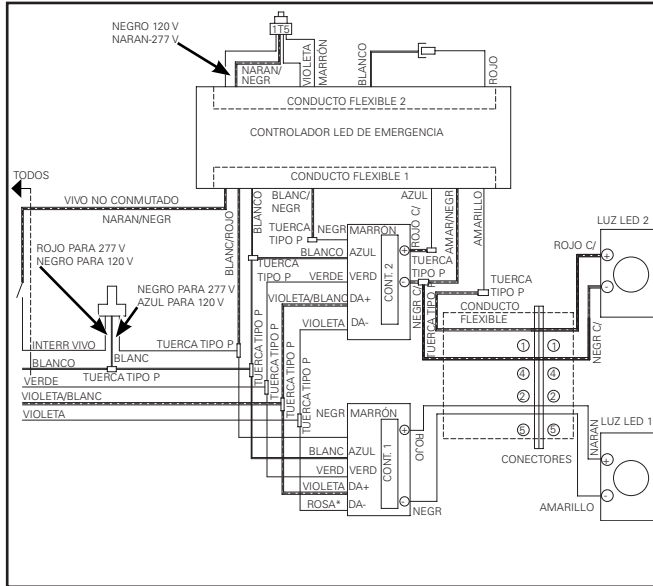 NEGRO 120 V
NARAN-277 V
1T5
NARAN/
NEGR
VIOLETA
MARRÓN
BLANCO
ROJO
CONDUCTO FLEXIBLE 2
CONTROLADOR LED DE EMERGENCIA
CONDUCTO FLEXIBLE 1
TODOS
VIVO NO CONMUTADO
NARAN/NEGR
BLANC/ROJO
BLANCO
BLANC/
NEGR
AZUL
ROJO C/
AMAR/NEGR
AMARILLO
LUZ LED 2
ROJO C/
ROJO PARA 277 V
NEGRO PARA 120 V
NEGRO PARA 277 V
AZUL PARA 120 V
NEGR
MARRÓN
TUERCA
TIPO P
BLANCO
AZUL
TUERCA
TIPO P
VERDE
VERD
VIOLETA/BLANC
DA+
VIOLETA
DA-
CONT. 2
+
-
TUERCA
TIPO P
NEGR C/
TUERCA TIPO P
TUERCA
TIPO P
CONDUCTO
FLEXIBLE
+
-
NEGR C/
INTERR VIVO
BLANC
TUERCA TIPO P
BLANCO
TUERCA TIPO P
VERDE
VIOLETA/BLANC
VIOLETA
TUERCA TIPO P
TUERCA TIPO P
TUERCA TIPO P
TUERCA TIPO P
1 1
4 4
2 2
5 5
CONECTORES
NARAN
LUZ LED 1
+
-
AMARILLO
NEGR
MARRÓN
BLANC
AZUL
VERD
VERD
VIOLETA
DA+
ROSA*
DA-
CONT. 1
+
-
ROJO
NEGR